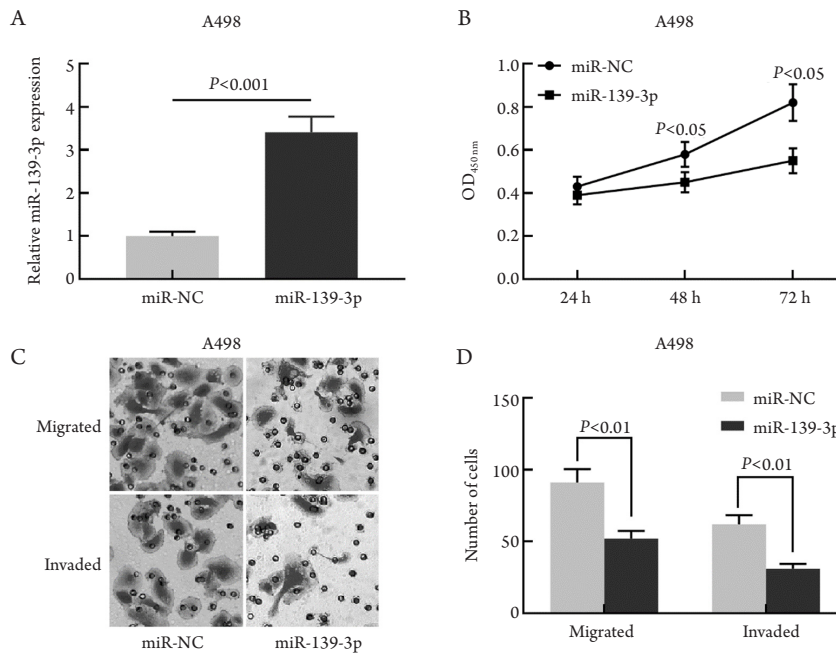 A
A498
Relative miR-139-3p expression
5
4
3
2
1
0
P<0.001
miR-NC
miR-139-3p
B
A498
miR-NC
miR-139-3p
OD450 nm
1.0
0.8
0.6
0.4
0.2
0.0
P<0.05
P<0.05
24 h
48 h
72 h
C
A498
Migrated
Invaded
miR-NC
miR-139-3p
D
A498
Number of cells
150
100
50
0
miR-NC
miR-139-3p
P<0.01
P<0.01
Migrated
Invaded